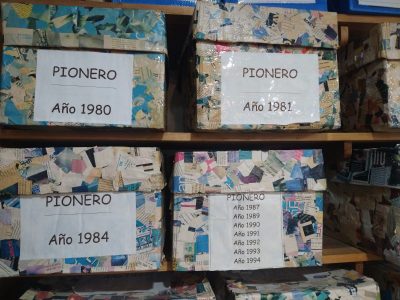 PIONERO
Año 1980
PIONERO
Año 1981
PIONERO
Año 1984
PIONERO
Año 1987
Año 1989
Año 1990
Año 1991
Año 1992
Año 1993
Año 1994